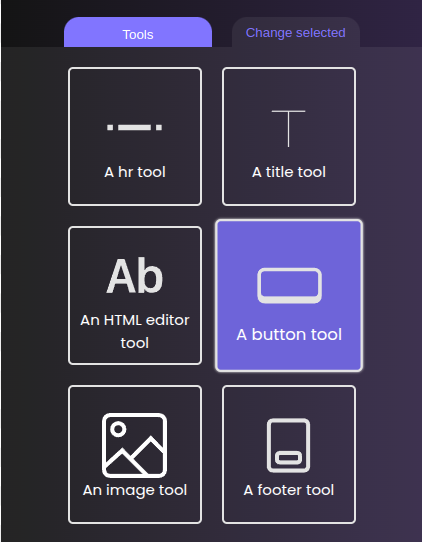 Tools
Change selected
A hr tool
A title tool
Ab
An HTML editor
tool
A button tool
An image tool
A footer tool